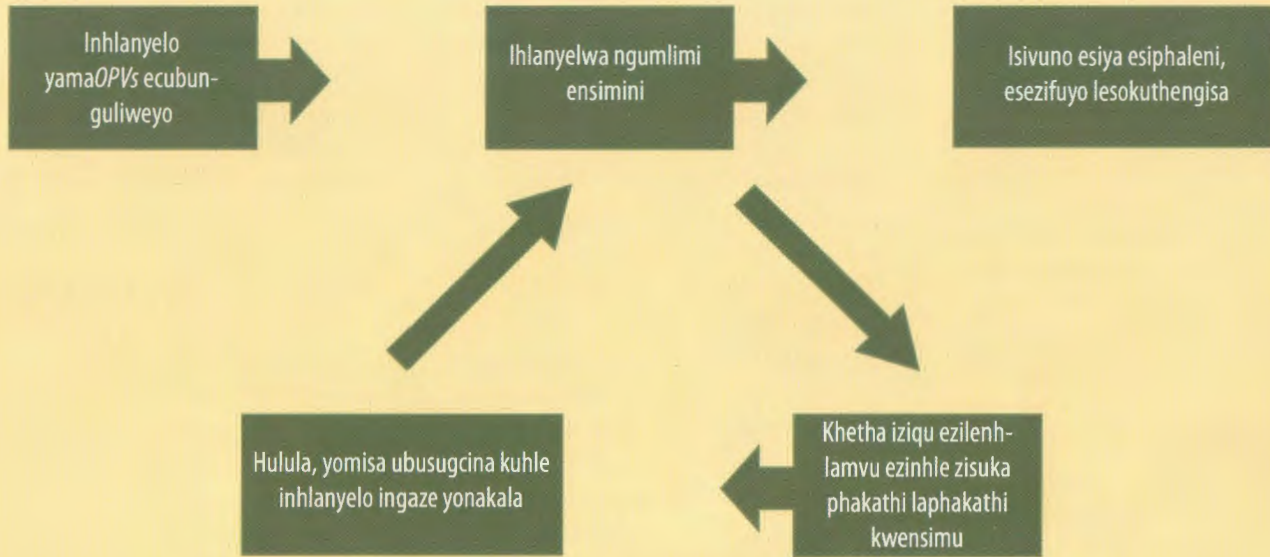 Inhlanyelo
yamaOPVs ecubun-
guliweyo
Ihlanyelwa ngumlimi
ensimini
Isivuno esiya esiphaleni,
esezifuyo lesokuthengisa
Hulula, yomisa ubusugcina kuhle
inhlanyelo ingaze yonakala
Khetha iziqu ezilenh-
lamvu ezinhle zisuka
phakathi laphakathi
kwensimu